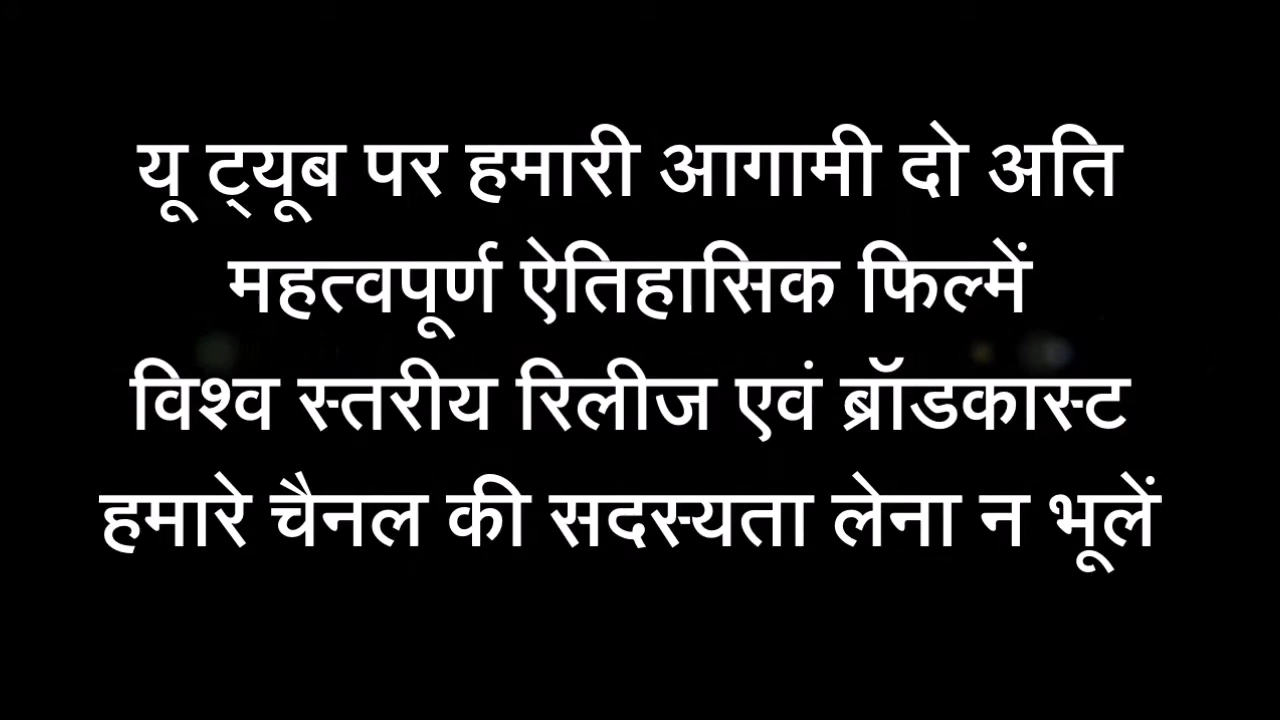 यू ट्यूब पर हमारी आगामी दो अति
महत्वपूर्ण ऐतिहासिक फिल्में
विश्व स्तरीय रिलीज एवं ब्रॉडकास्ट
हमारे चैनल की सदस्यता लेना न भूलें